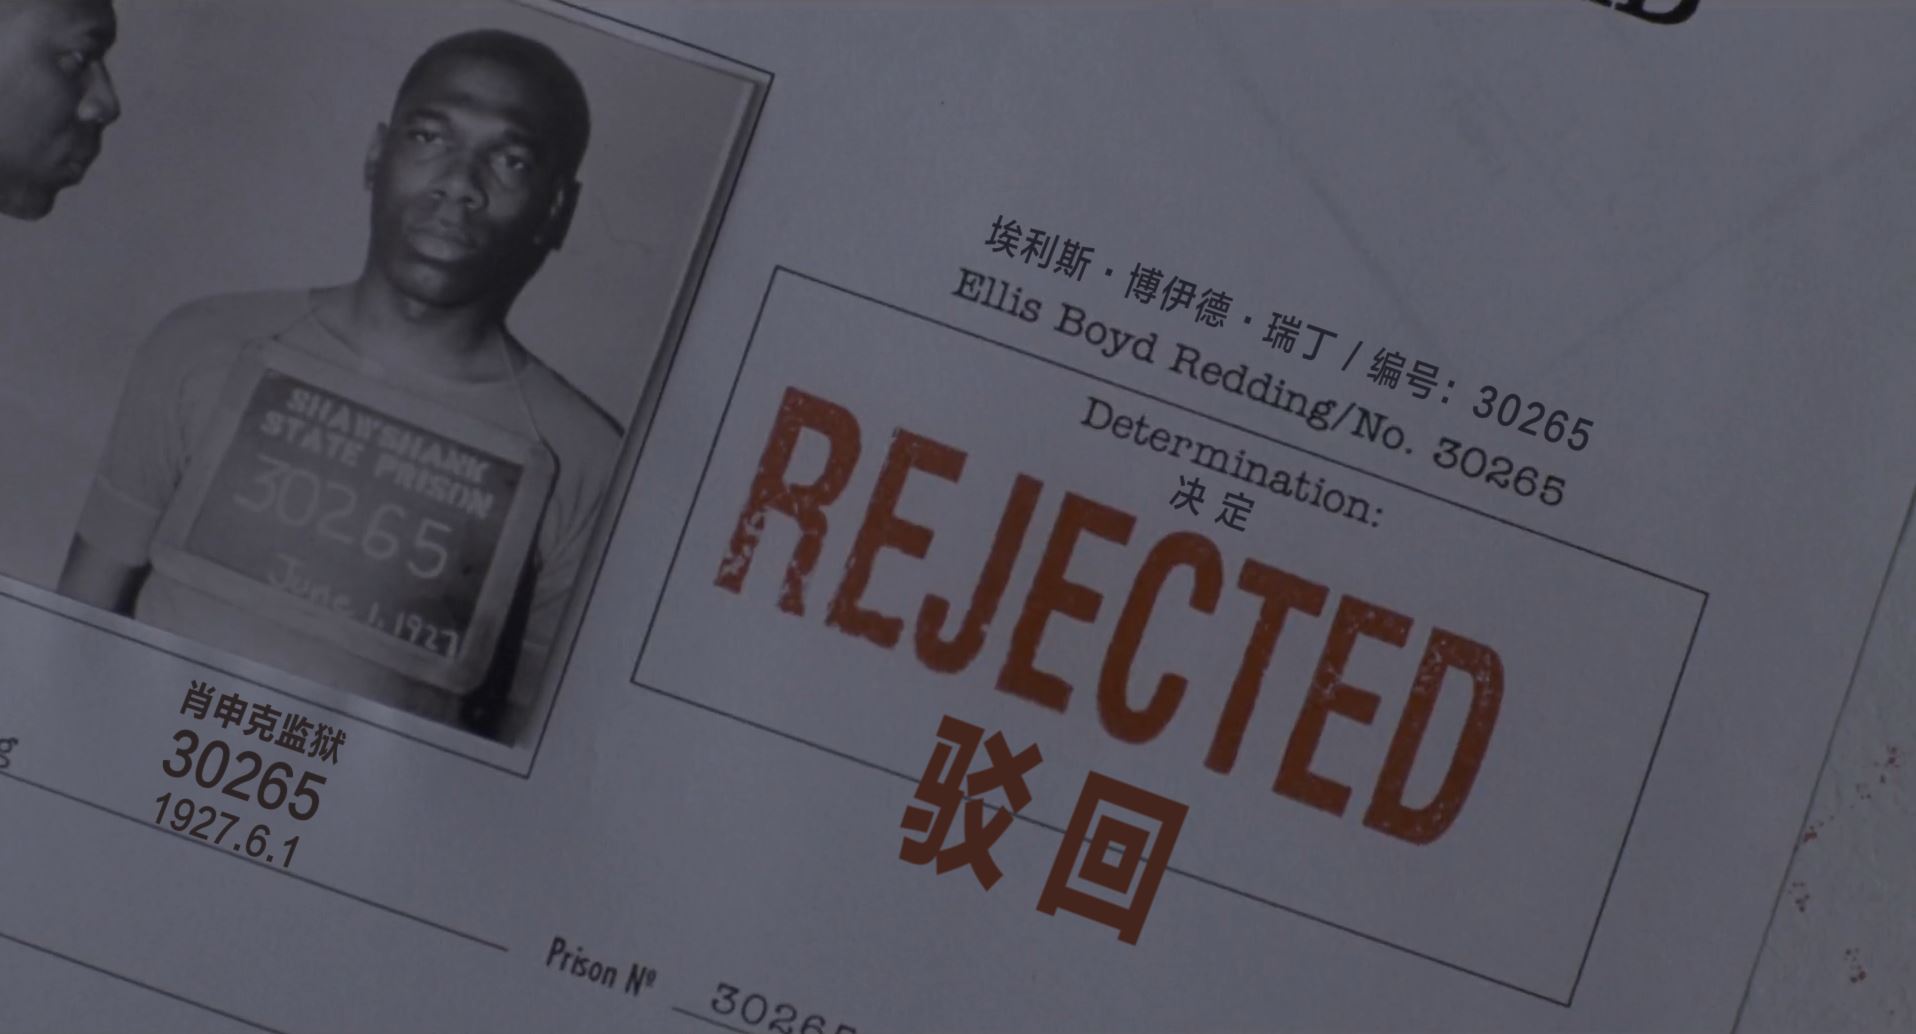 SHAWSHANK
STATE PRISON
30265
June 1, 1927
肖申克监狱
30265
1927.6.1
埃利斯·博伊德·瑞丁 / 编号：30265
Ellis Boyd Redding/No. 30265
Determination:
决定
REJECTED
驳回
Prison Nº 30265